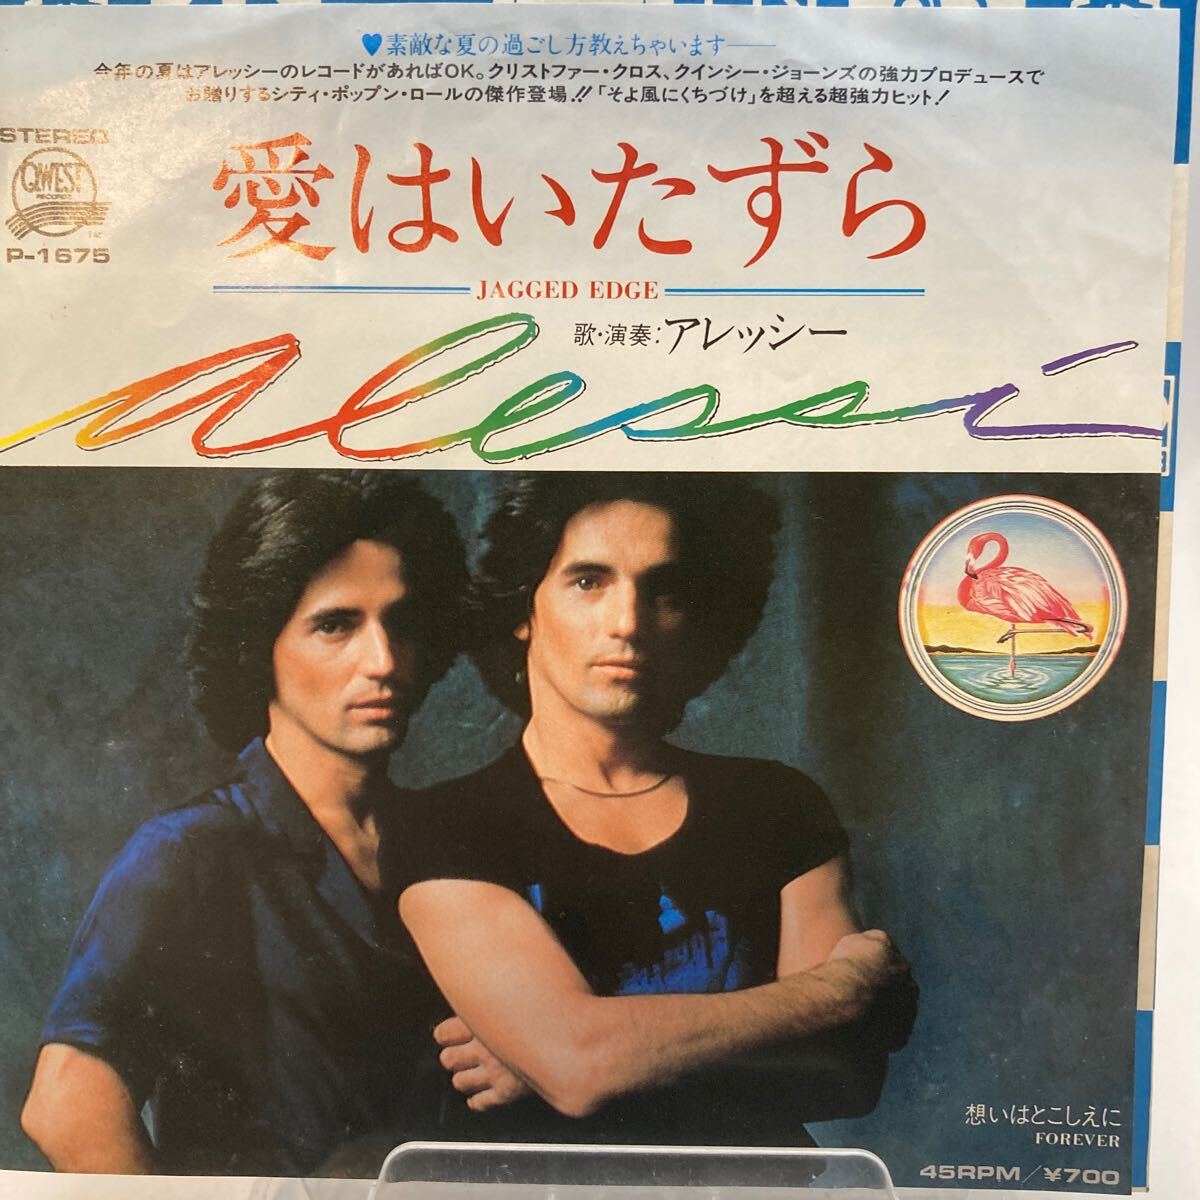 ♥素敵な夏の過ごし方教えちゃいます——
今年の夏はアレッシーのレコードがあればOK。クリストファー・クロス、クインシー・ジョーンズの強力プロデュースで
お贈りするシティ・ポップン・ロールの傑作登場.!!「そよ風にくちづけ」を超える超強力ヒット!
STEREO
QWEST
RECORDS
P-1675
愛はいたずら
JAGGED EDGE
歌・演奏:アレッシー
alessi
想いはとこしえに
FOREVER
45RPM/¥700